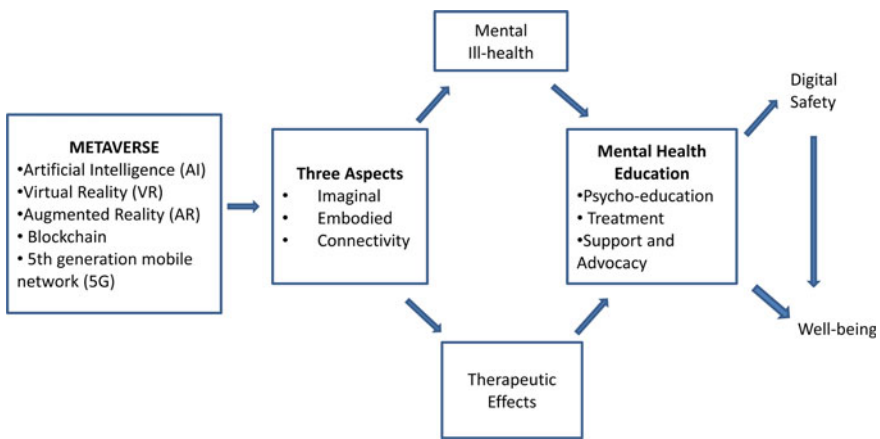 METAVERSE
•Artificial Intelligence (AI)
•Virtual Reality (VR)
•Augmented Reality (AR)
• Blockchain
• 5th generation mobile
network (5G)
Three Aspects
• Imaginal
• Embodied
• Connectivity
Mental
Ill-health
Therapeutic
Effects
Mental Health
Education
•Psycho-education
• Treatment
•Support and
Advocacy
Digital
Safety
Well-being